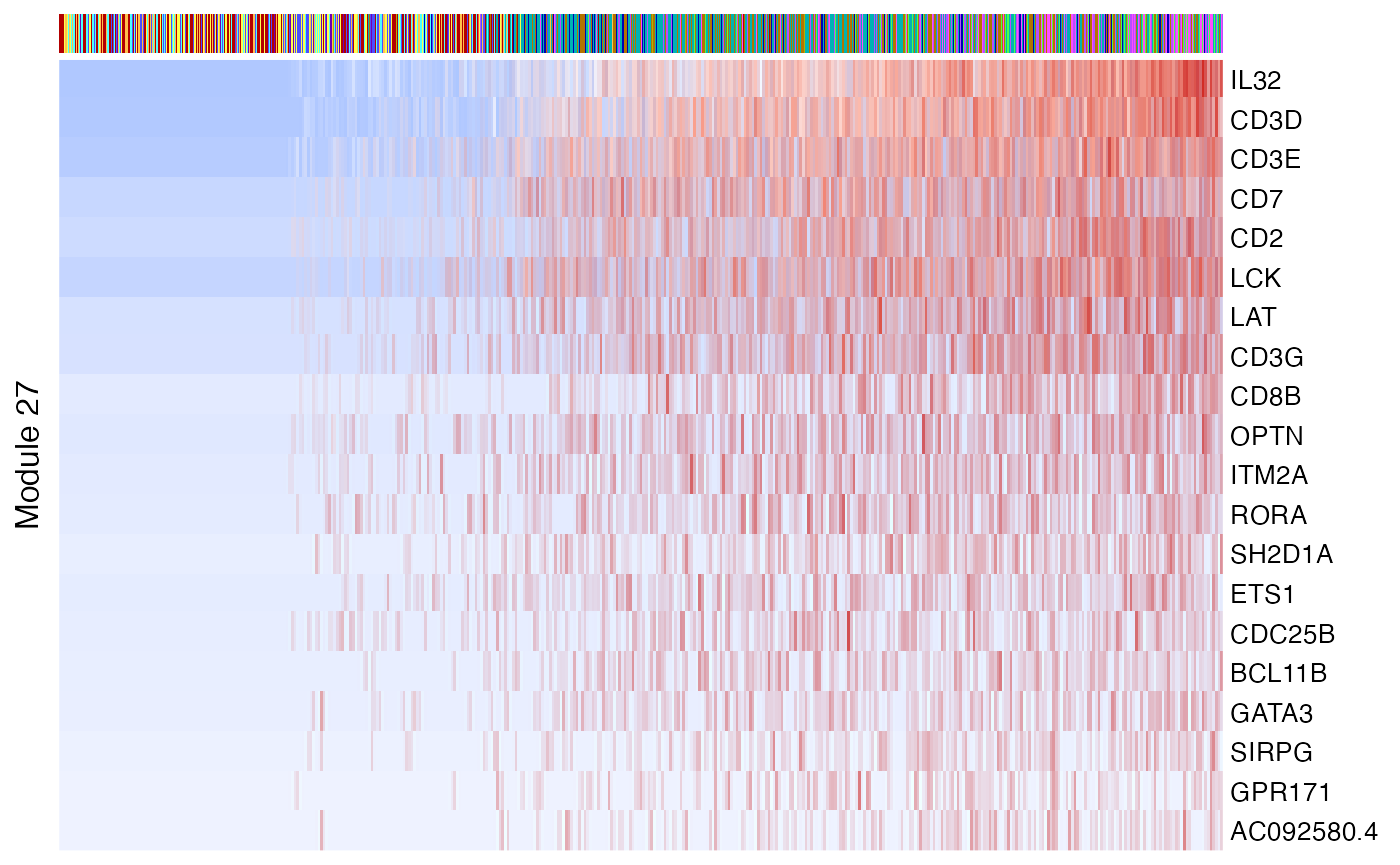 Module 27
IL32
CD3D
CD3E
CD7
CD2
LCK
LAT
CD3G
CD8B
OPTN
ITM2A
RORA
SH2D1A
ETS1
CDC25B
BCL11B
GATA3
SIRPG
GPR171
AC092580.4